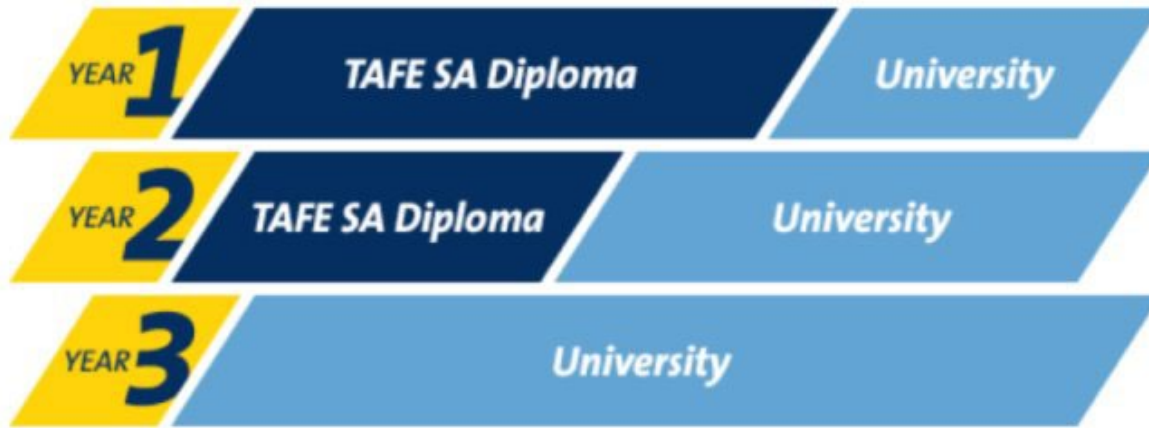 YEAR 1 TAFE SA Diploma University
YEAR 2 TAFE SA Diploma University
YEAR 3 University